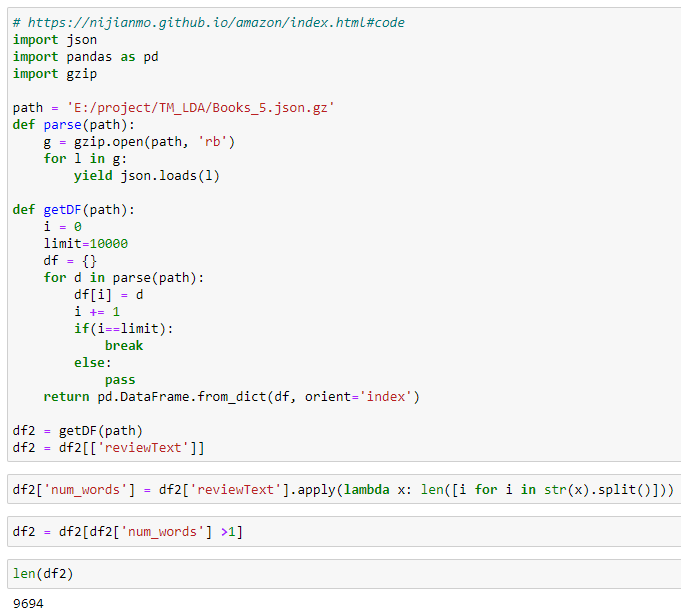 # https://nijianmo.github.io/amazon/index.html#code
import json
import pandas as pd
import gzip

path = 'E:/project/TM_LDA/Books_5.json.gz'
def parse(path):
    g = gzip.open(path, 'rb')
    for l in g:
        yield json.loads(l)

def getDF(path):
    i = 0
    limit=10000
    df = {}
    for d in parse(path):
        df[i] = d
        i += 1
        if(i==limit):
            break
        else:
            pass
    return pd.DataFrame.from_dict(df, orient='index')

df2 = getDF(path)
df2 = df2[['reviewText']]
df2['num_words'] = df2['reviewText'].apply(lambda x: len([i for i in str(x).split()]))
df2 = df2[df2['num_words'] >1]
len(df2)
9694